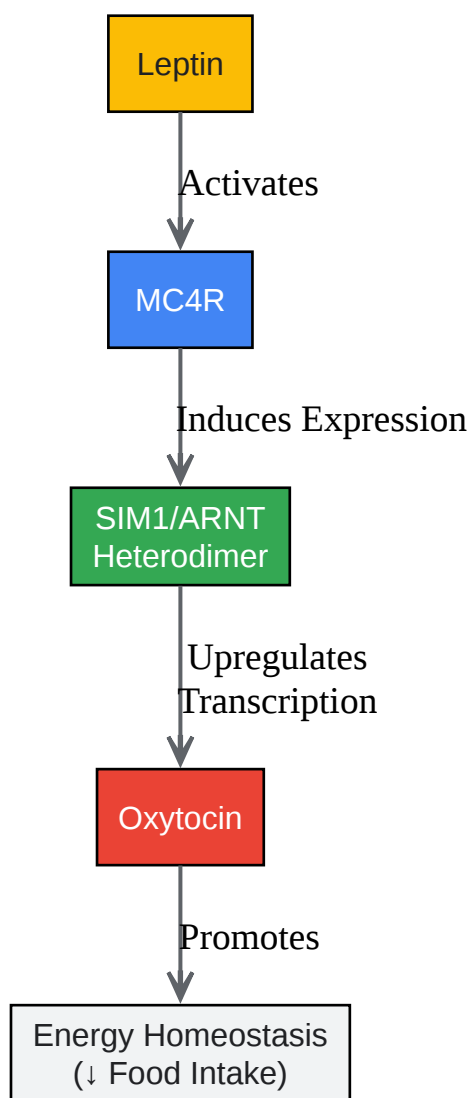 Leptin
Activates
MC4R
Induces Expression
SIM1/ARNT
Heterodimer
Upregulates
Transcription
Oxytocin
Promotes
Energy Homeostasis
(↓ Food Intake)